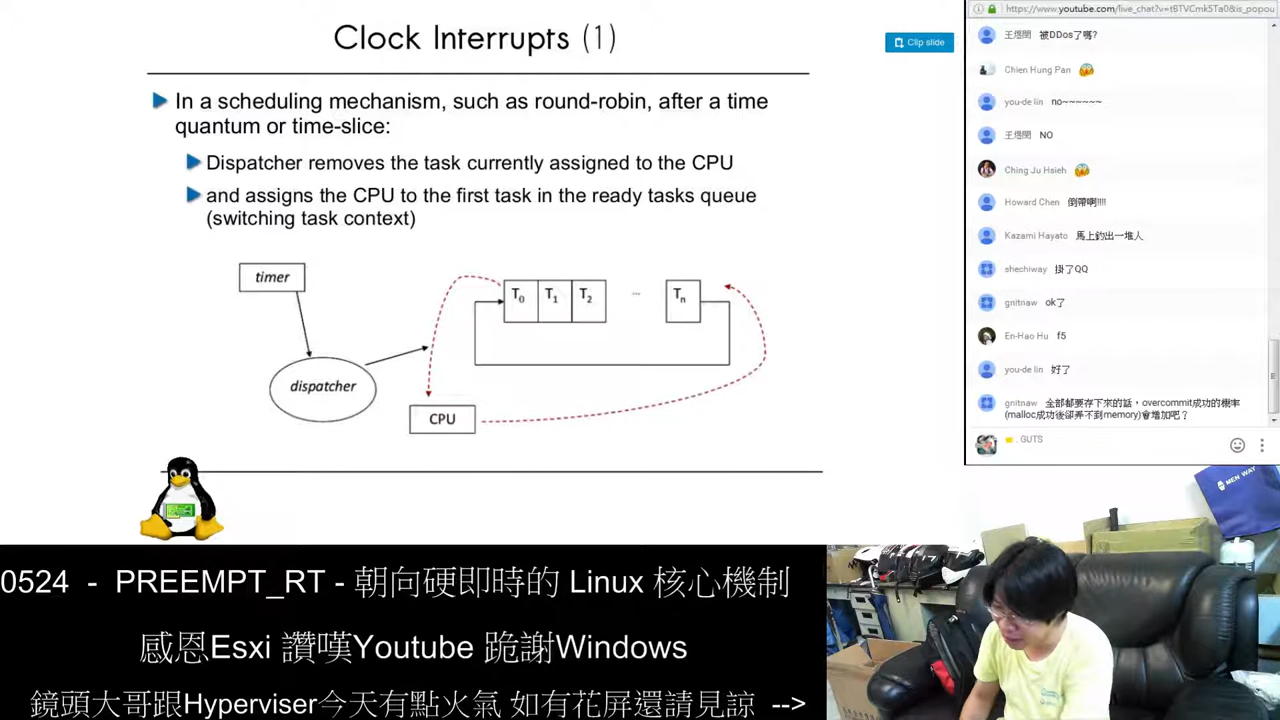 Clock Interrupts (1)
Clip slide
In a scheduling mechanism, such as round-robin, after a time
quantum or time-slice:
Dispatcher removes the task currently assigned to the CPU
and assigns the CPU to the first task in the ready tasks queue
(switching task context)
timer
T0 T1 T2 ... Tn
dispatcher
CPU
https://www.youtube.com/live_chat?v=tBTVCmk5Ta0&is_popou
王煜閔 被DDos了嗎?
Chien Hung Pan
you-de lin no~~~~~~
王煜閔 NO
Ching Ju Hsieh
Howard Chen 倒帶啊!!!!
Kazami Hayato 馬上釣出一堆人
shechiway 掛了QQ
gnitnaw ok了
En-Hao Hu f5
you-de lin 好了
gnitnaw 全部都要存下來的話，overcommit成功的機率
(malloc成功後卻弄不到memory)會增加吧？
. GUTS
MEN WAY
0524 - PREEMPT_RT - 朝向硬即時的 Linux 核心機制
感恩Esxi 讚嘆Youtube 跪謝Windows
鏡頭大哥跟Hyperviser今天有點火氣 如有花屏還請見諒 -->